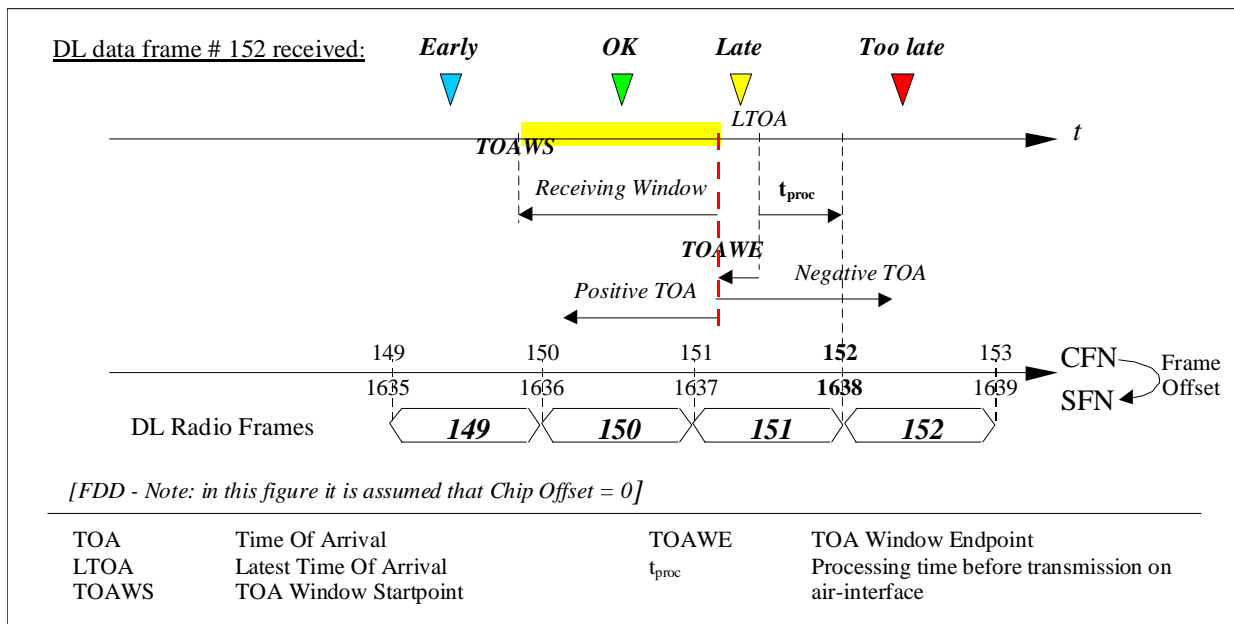 DL data frame # 152 received: Early OK Late Too late
LTOA
t
TOAWS
Receiving Window tproc
TOAWE
Negative TOA
Positive TOA
149 150 151 152 153 CFN Frame
1635 1636 1637 1638 1639 SFN Offset
DL Radio Frames 149 150 151 152
[FDD - Note: in this figure it is assumed that Chip Offset = 0]
TOA Time Of Arrival TOAWE TOA Window Endpoint
LTOA Latest Time Of Arrival tproc Processing time before transmission on
TOAWS TOA Window Startpoint air-interface